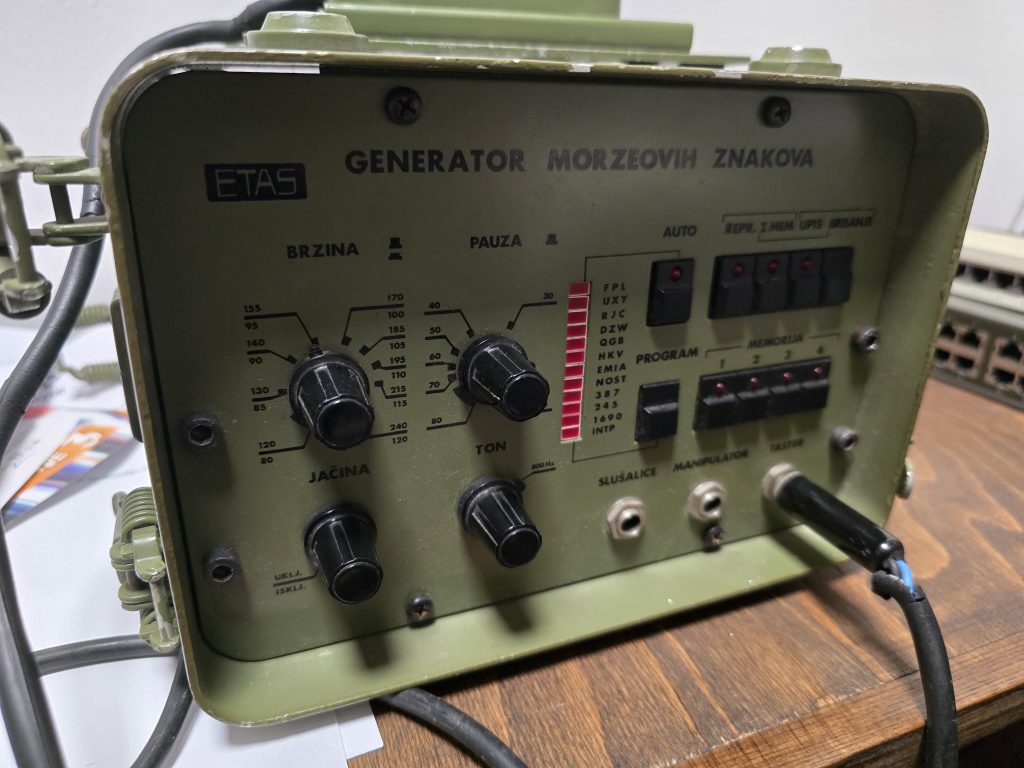 GENERATOR MORZEOVIH ZNAKOVA
ETAS
BRZINA
PAUZA
AUTO
REPR. IZ MEM. UPIS BRISANJE
155
95
140
90
130
85
120
80
170
100
185
105
195
110
215
115
240
120
40
50
60
70
80
30
FPL
UXY
RJC
DZW
QGB
HKV
EMIA
NOST
387
245
1690
INTP
PROGRAM
MEMORIJA
1 2 3 4
JAČINA
TON
800 Hz
UKLJ.
ISKLJ.
SLUŠALICE
MANIPULATOR
TASTER